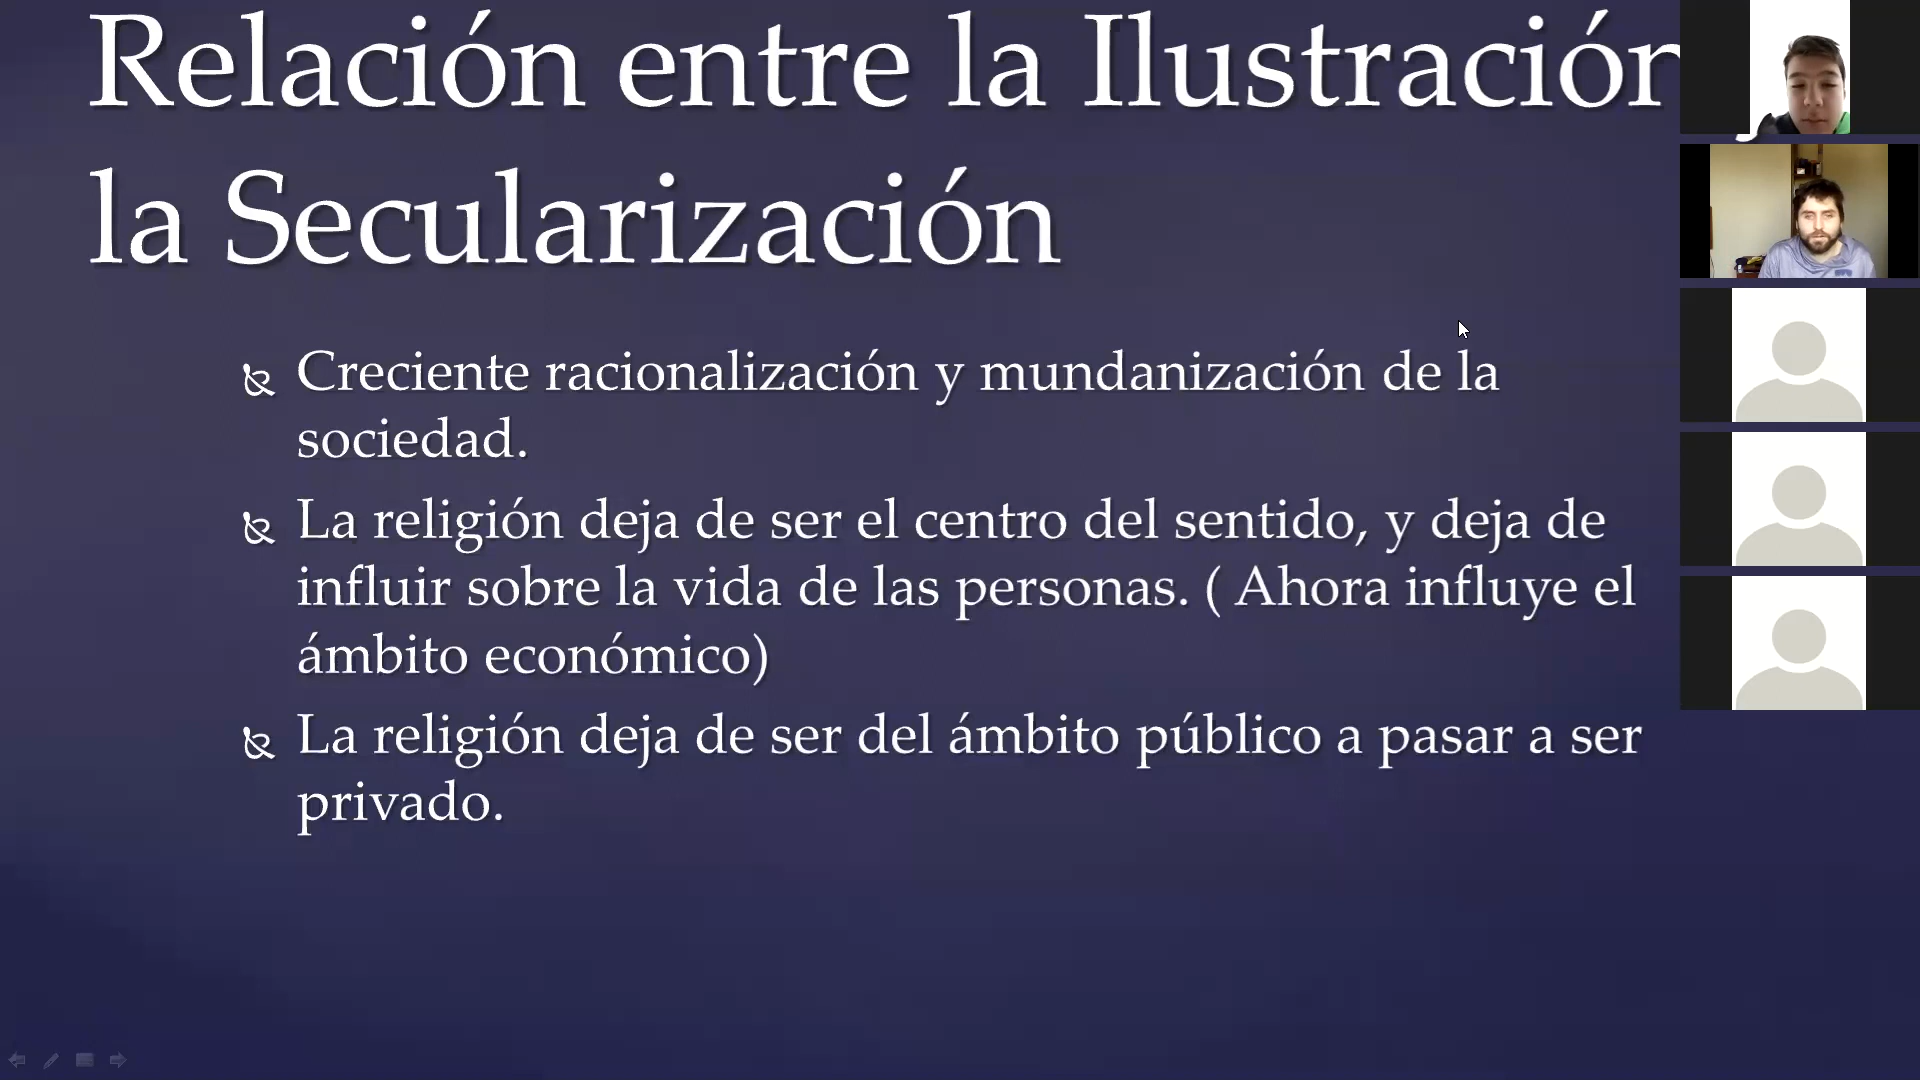 Relación entre la Ilustración y
la Secularización
Creciente racionalización y mundanización de la
sociedad.
La religión deja de ser el centro del sentido, y deja de
influir sobre la vida de las personas. ( Ahora influye el
ámbito económico)
La religión deja de ser del ámbito público a pasar a ser
privado.